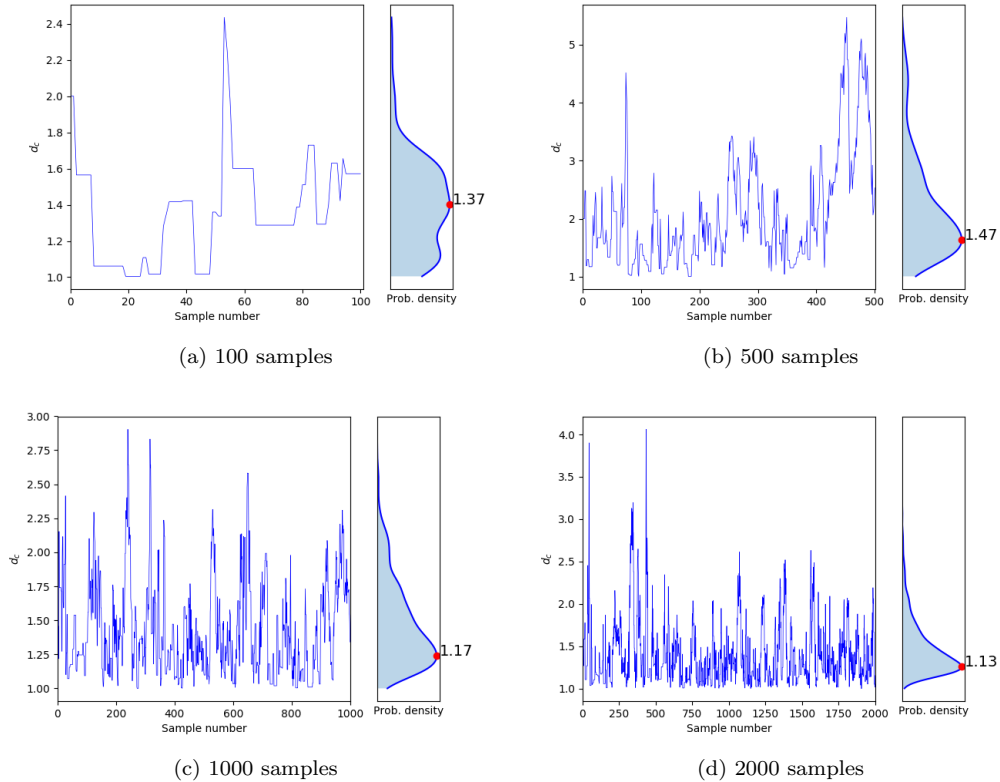 2.4
2.2
2.0
1.8
1.6
1.4
1.2
1.0
d_c
0 20 40 60 80 100
Sample number
1.37
Prob. density
(a) 100 samples
5
4
3
2
1
d_c
0 100 200 300 400 500
Sample number
1.47
Prob. density
(b) 500 samples
3.00
2.75
2.50
2.25
2.00
1.75
1.50
1.25
1.00
d_c
0 200 400 600 800 1000
Sample number
1.17
Prob. density
(c) 1000 samples
4.0
3.5
3.0
2.5
2.0
1.5
1.0
d_c
0 250 500 750 1000 1250 1500 1750 2000
Sample number
1.13
Prob. density
(d) 2000 samples